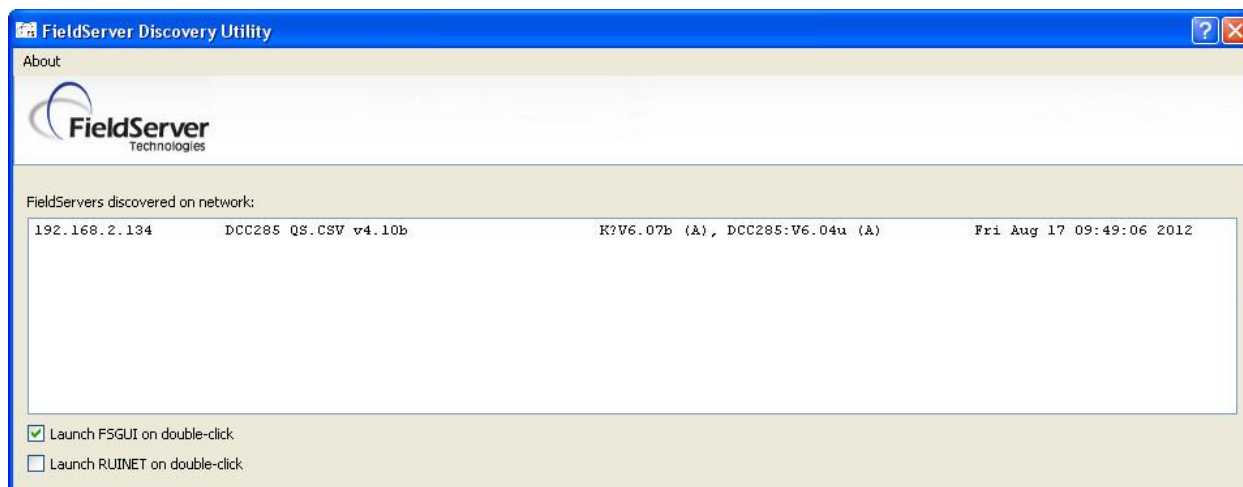 FieldServer Discovery Utility
About
FieldServer
Technologies
FieldServers discovered on network:
192.168.2.134 DCC285 QS.CSV v4.10b K?V6.07b (A), DCC285:V6.04u (A) Fri Aug 17 09:49:06 2012
Launch FSGUI on double-click
Launch RUINET on double-click